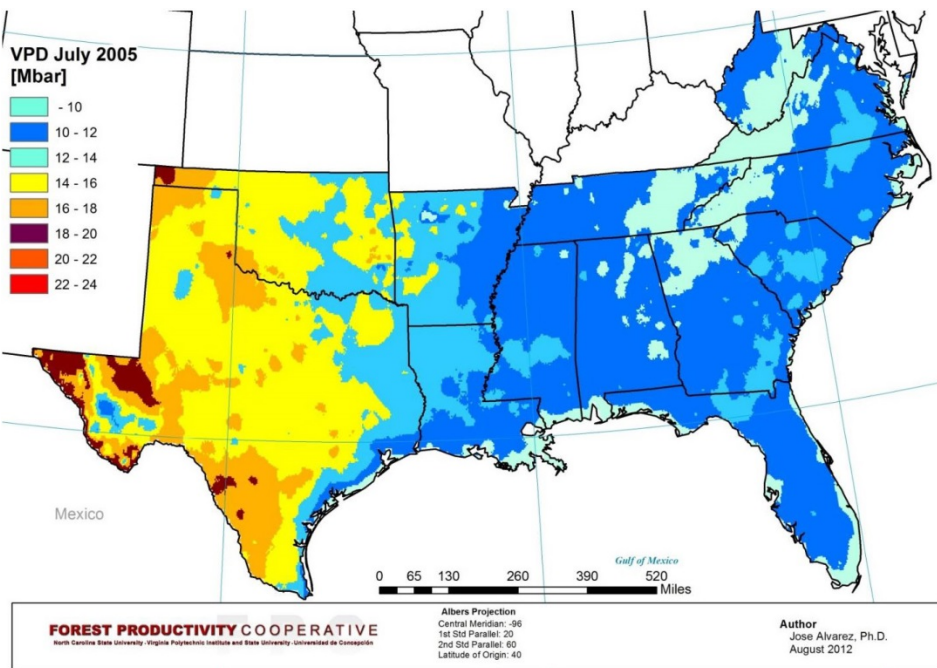 VPD July 2005
[Mbar]
- 10
10 - 12
12 - 14
14 - 16
16 - 18
18 - 20
20 - 22
22 - 24
Mexico
Gulf of Mexico
0 65 130 260 390 520
Miles
FOREST PRODUCTIVITY COOPERATIVE
North Carolina State University - Virginia Polytechnic Institute and State University - Universidad de Concepción
Albers Projection
Central Meridian: -96
1st Std Parallel: 20
2nd Std Parallel: 60
Latitude of Origin: 40
Author
Jose Alvarez, Ph.D.
August 2012